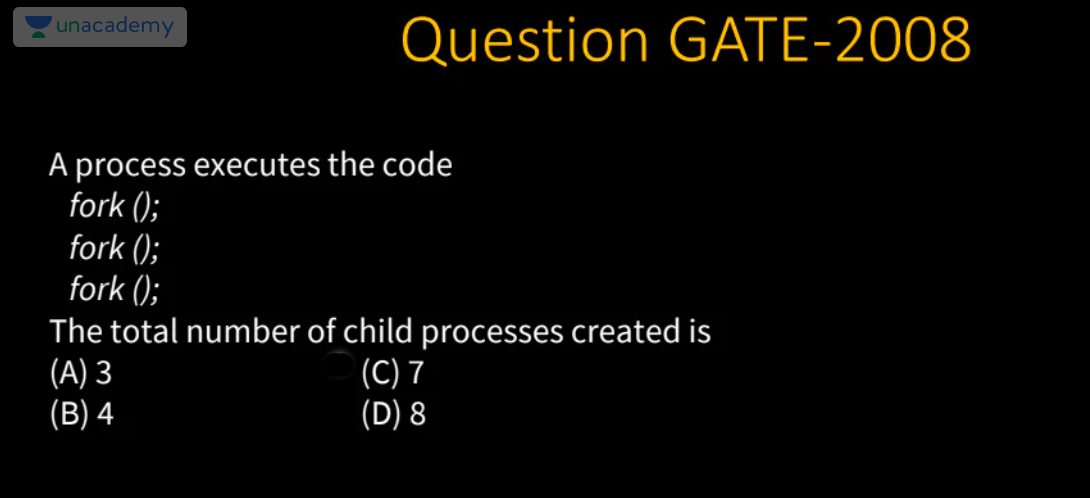 unacademy
Question GATE-2008
A process executes the code
fork ();
fork ();
fork ();
The total number of child processes created is
(A) 3 (C) 7
(B) 4 (D) 8